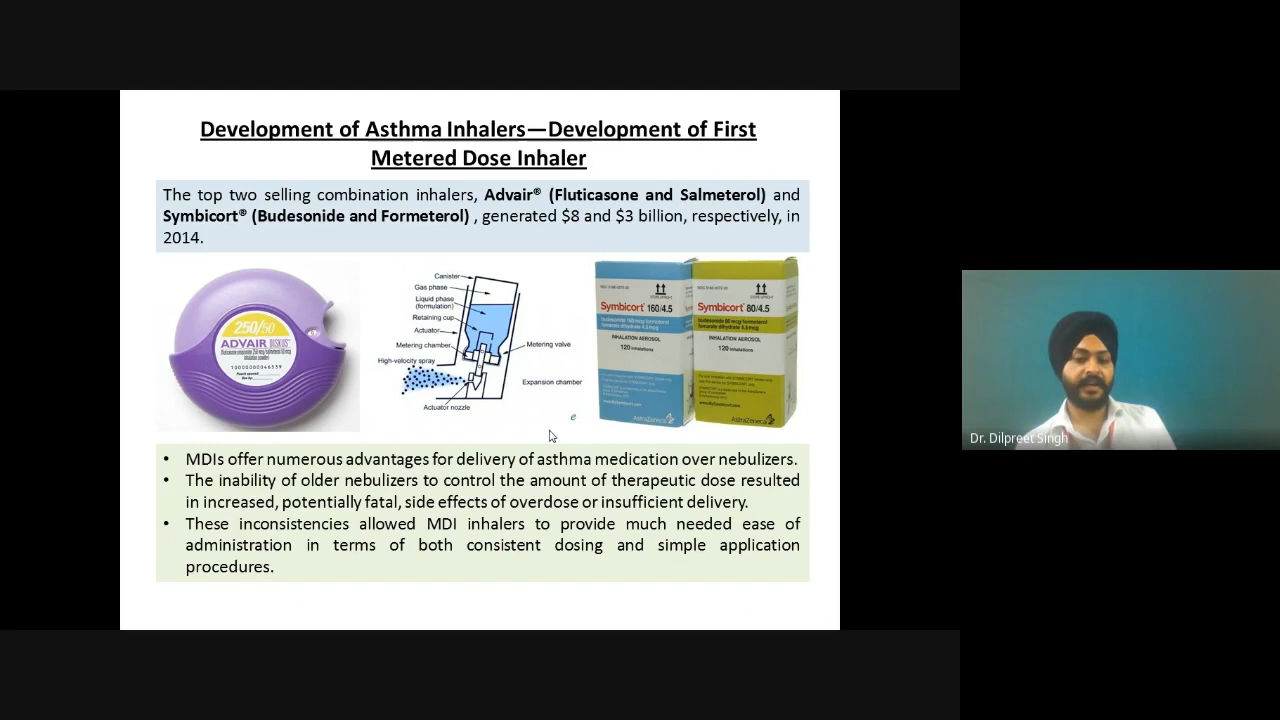 Development of Asthma Inhalers—Development of First
Metered Dose Inhaler
The top two selling combination inhalers, Advair® (Fluticasone and Salmeterol) and
Symbicort® (Budesonide and Formeterol) , generated $8 and $3 billion, respectively, in
2014.
250/50
ADVAIR DISKUS
Canister
Gas phase
Liquid phase
(formulation)
Retaining cup
Actuator
Metering chamber
High-velocity spray
Actuator nozzle
Metering valve
Expansion chamber
e
Symbicort 160/4.5
INHALATION AEROSOL
120 Inhalations
AstraZeneca
Symbicort 80/4.5
INHALATION AEROSOL
120 Inhalations
AstraZeneca
• MDIs offer numerous advantages for delivery of asthma medication over nebulizers.
• The inability of older nebulizers to control the amount of therapeutic dose resulted
in increased, potentially fatal, side effects of overdose or insufficient delivery.
• These inconsistencies allowed MDI inhalers to provide much needed ease of
administration in terms of both consistent dosing and simple application
procedures.
Dr. Dilpreet Singh